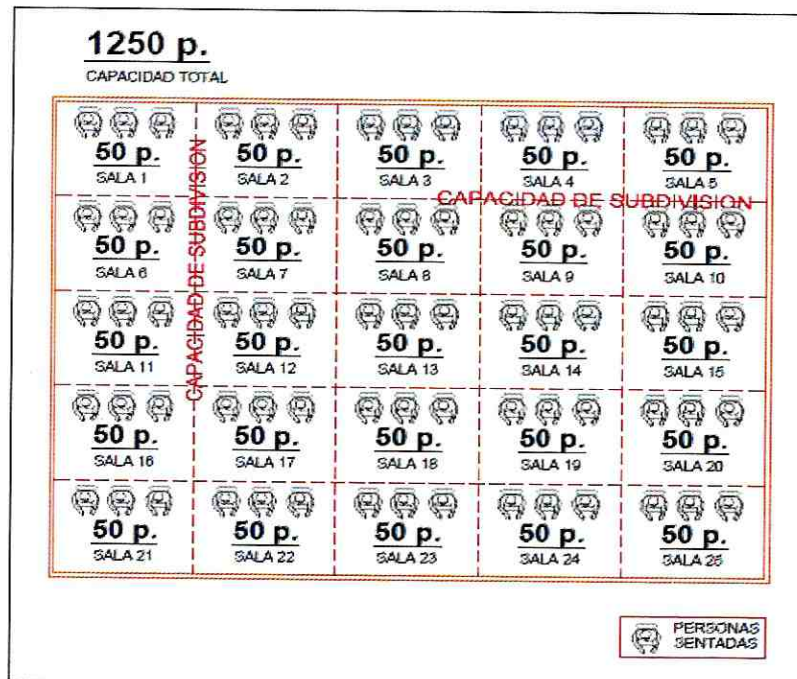 1250 p.
CAPACIDAD TOTAL
50 p. 50 p. 50 p. 50 p. 50 p.
SALA 1 SALA 2 SALA 3 SALA 4 SALA 5
CAPACIDAD DE SUBDIVISION
CAPACIDAD DE SUBDIVISION
50 p. 50 p. 50 p. 50 p. 50 p.
SALA 6 SALA 7 SALA 8 SALA 9 SALA 10
50 p. 50 p. 50 p. 50 p. 50 p.
SALA 11 SALA 12 SALA 13 SALA 14 SALA 15
50 p. 50 p. 50 p. 50 p. 50 p.
SALA 16 SALA 17 SALA 18 SALA 19 SALA 20
50 p. 50 p. 50 p. 50 p. 50 p.
SALA 21 SALA 22 SALA 23 SALA 24 SALA 25
PERSONAS
SENTADAS